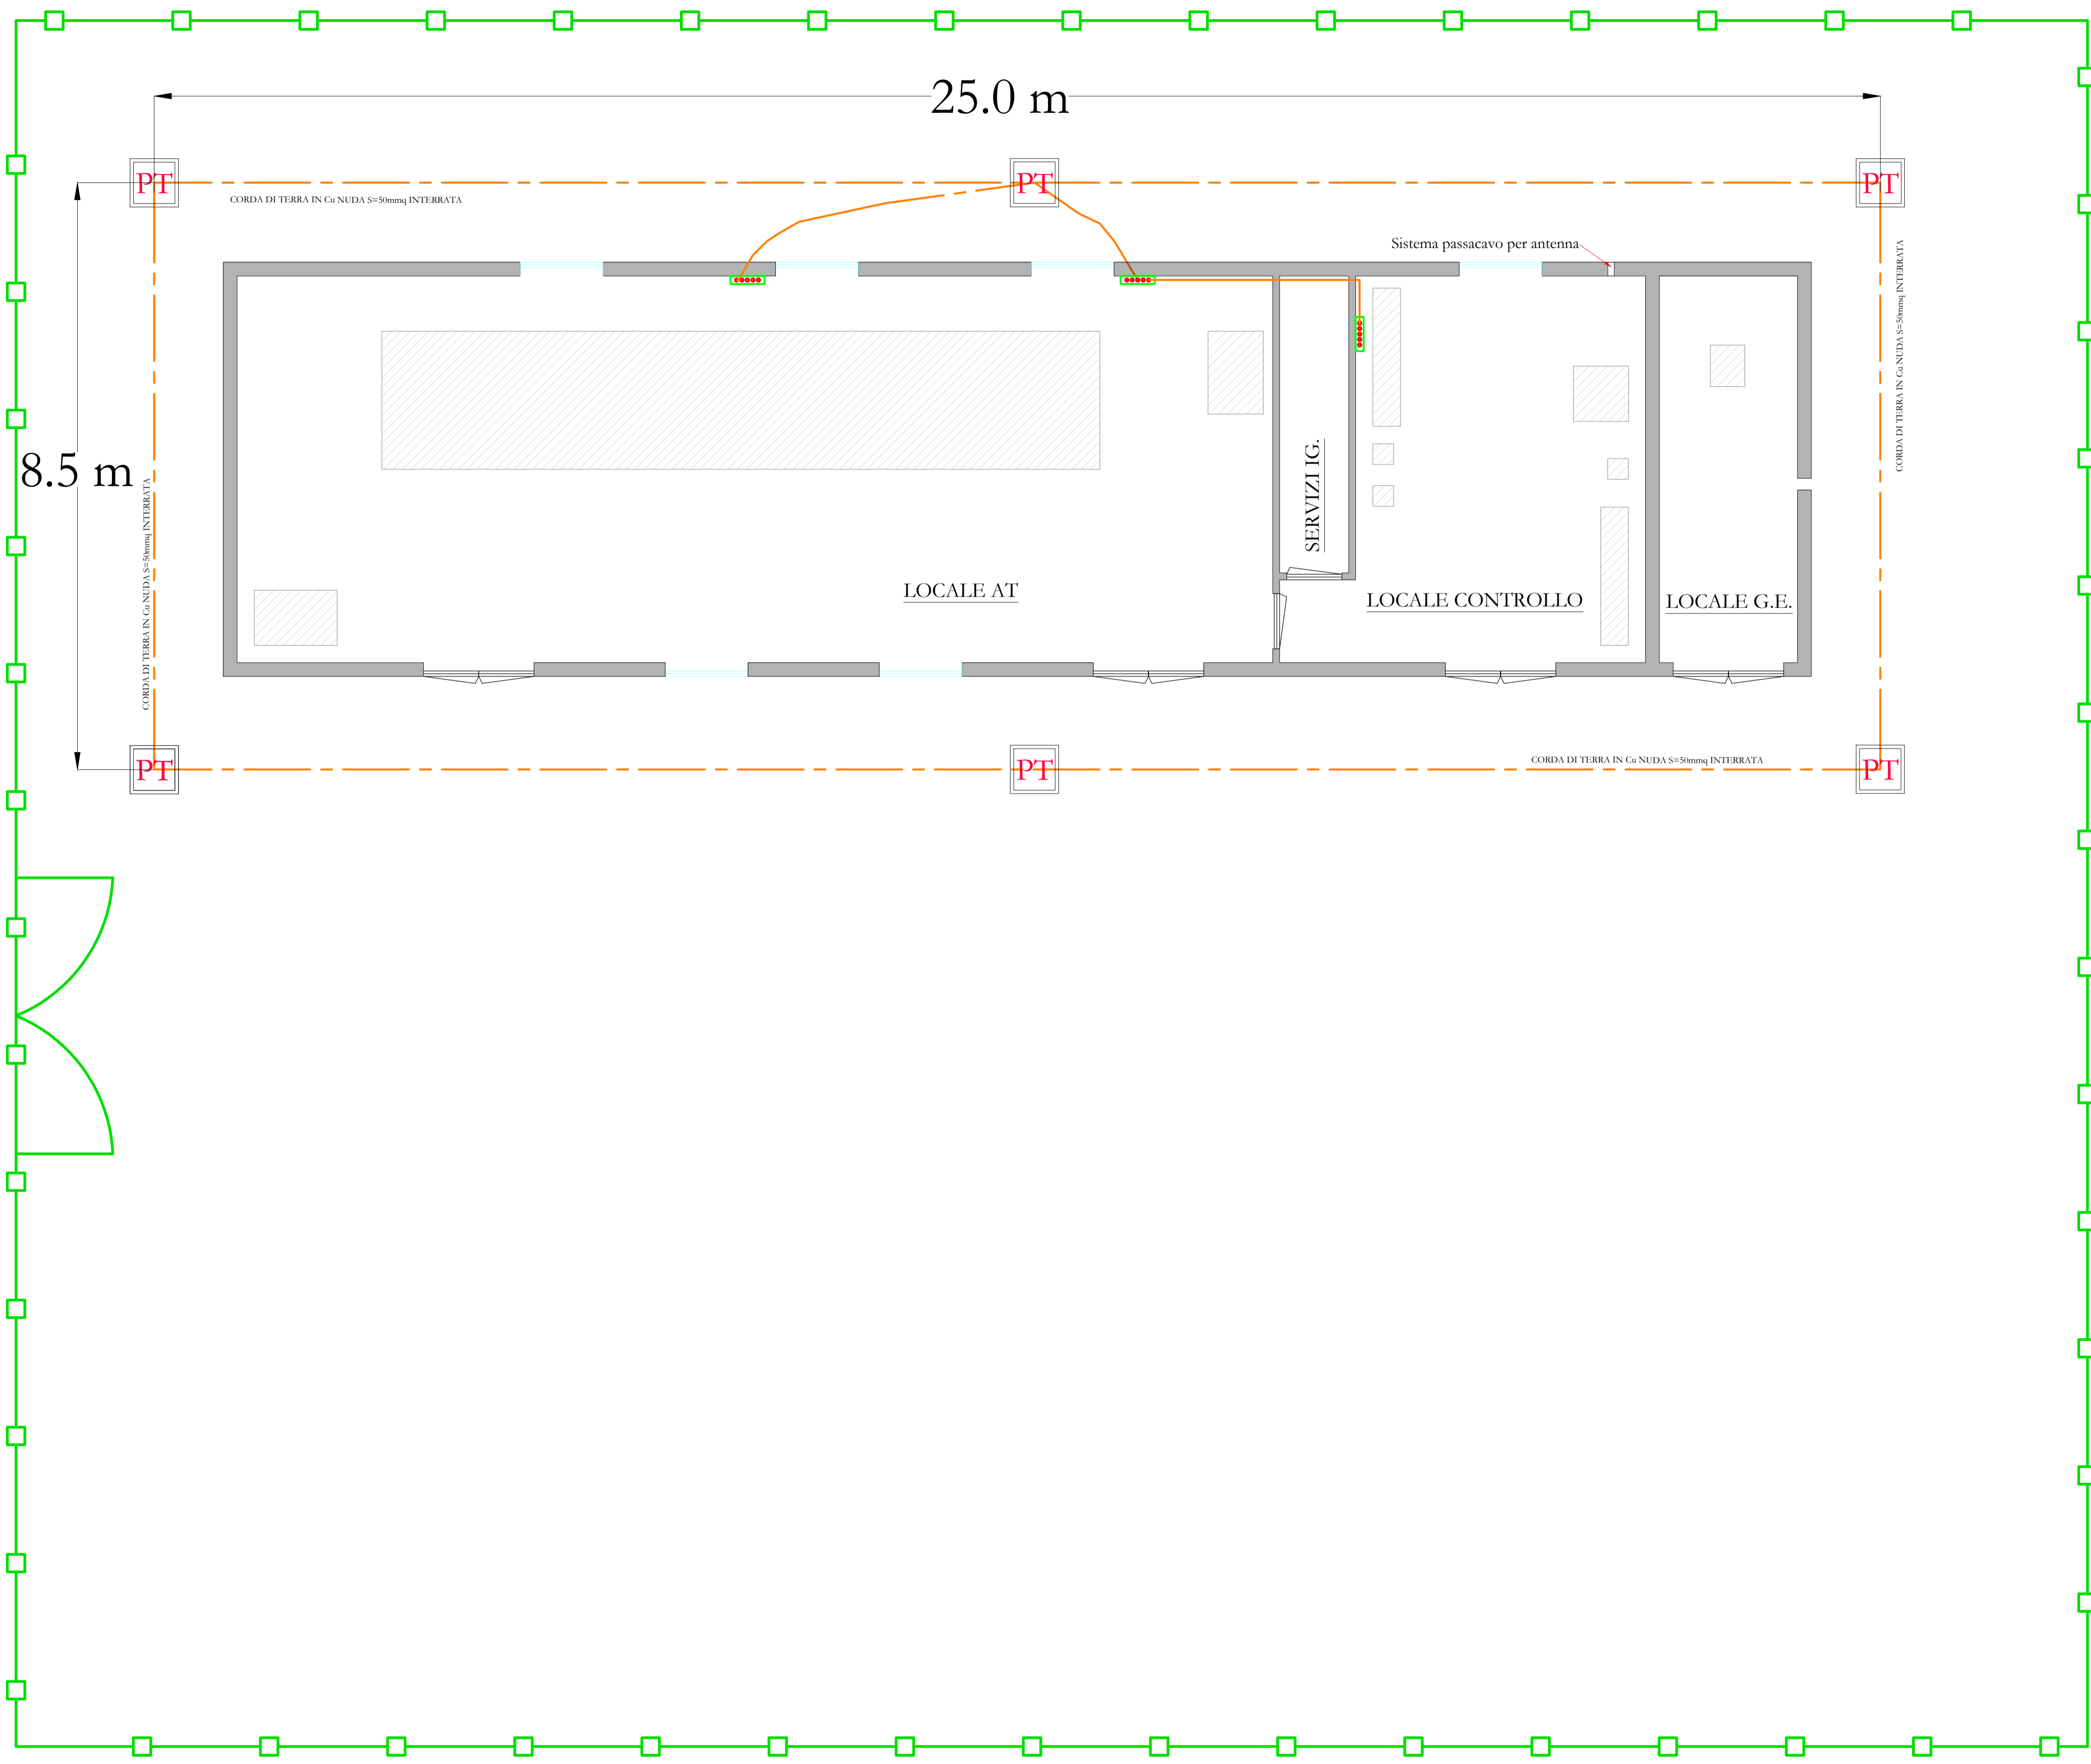 25.0 m
PT
PT
PT
CORDA DI TERRA IN Cu NUDA S=50mmq INTERRATA
Sistema passacavo per antenna
CORDA DI TERRA IN Cu NUDA S=50mmq INTERRATA
8.5 m
CORDA DI TERRA IN Cu NUDA S=50mmq INTERRATA
SERVIZI IG.
LOCALE AT
LOCALE CONTROLLO
LOCALE G.E.
CORDA DI TERRA IN Cu NUDA S=50mmq INTERRATA
PT
PT
PT